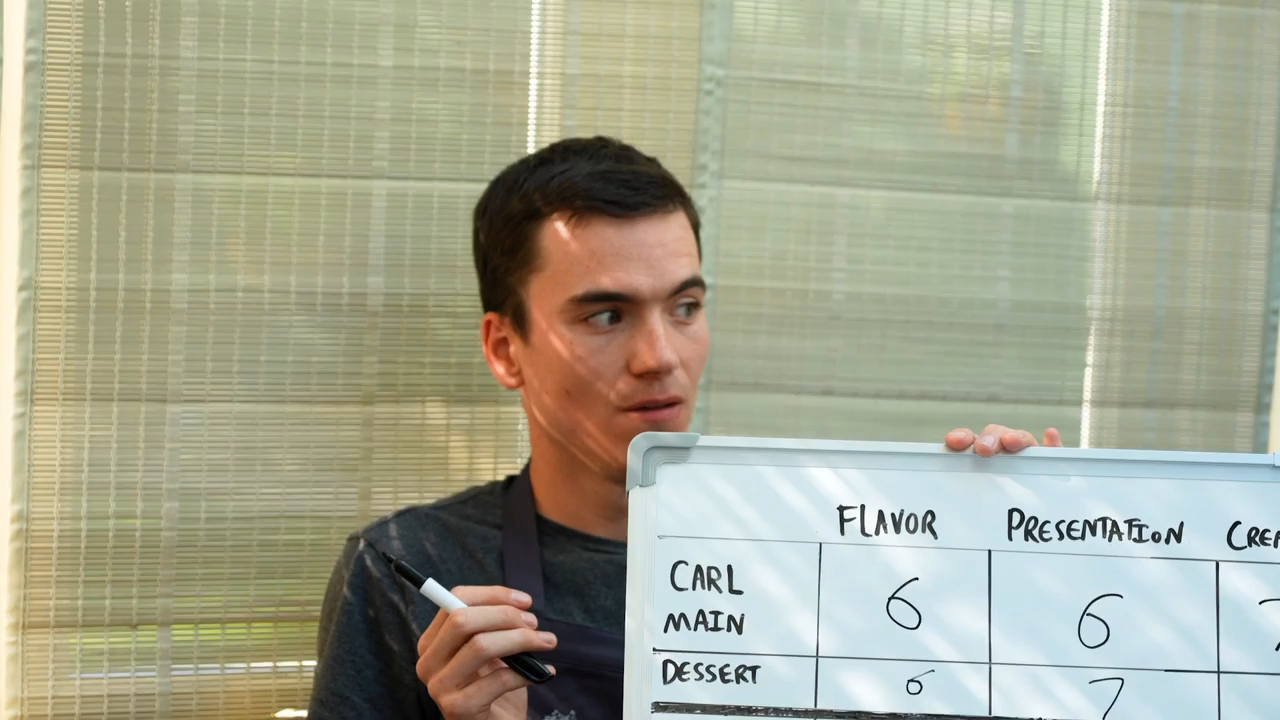 FLAVOR PRESENTATION
CARL
MAIN 6 6
DESSERT 6 7